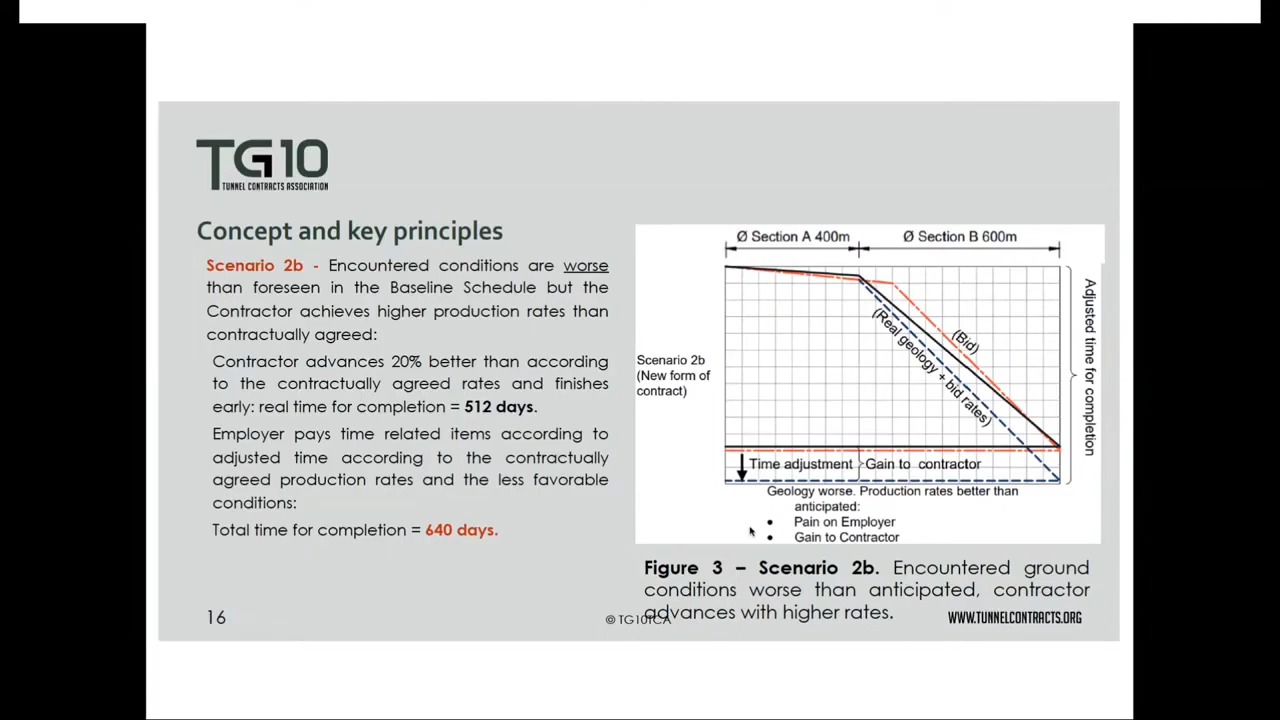 TG10
TUNNEL CONTRACTS ASSOCIATION
Concept and key principles
Scenario 2b - Encountered conditions are worse
than foreseen in the Baseline Schedule but the
Contractor achieves higher production rates than
contractually agreed:
Contractor advances 20% better than according
to the contractually agreed rates and finishes
early: real time for completion = 512 days.
Employer pays time related items according to
adjusted time according to the contractually
agreed production rates and the less favorable
conditions:
Total time for completion = 640 days.
Ø Section A 400m
Ø Section B 600m
Scenario 2b
(New form of
contract)
(Bid)
(Real geology + bid rates)
Adjusted time for completion
Time adjustment
Gain to contractor
Geology worse. Production rates better than
anticipated:
• Pain on Employer
• Gain to Contractor
Figure 3 – Scenario 2b. Encountered ground
conditions worse than anticipated, contractor
advances with higher rates.
16
© TG10TCA
WWW.TUNNELCONTRACTS.ORG